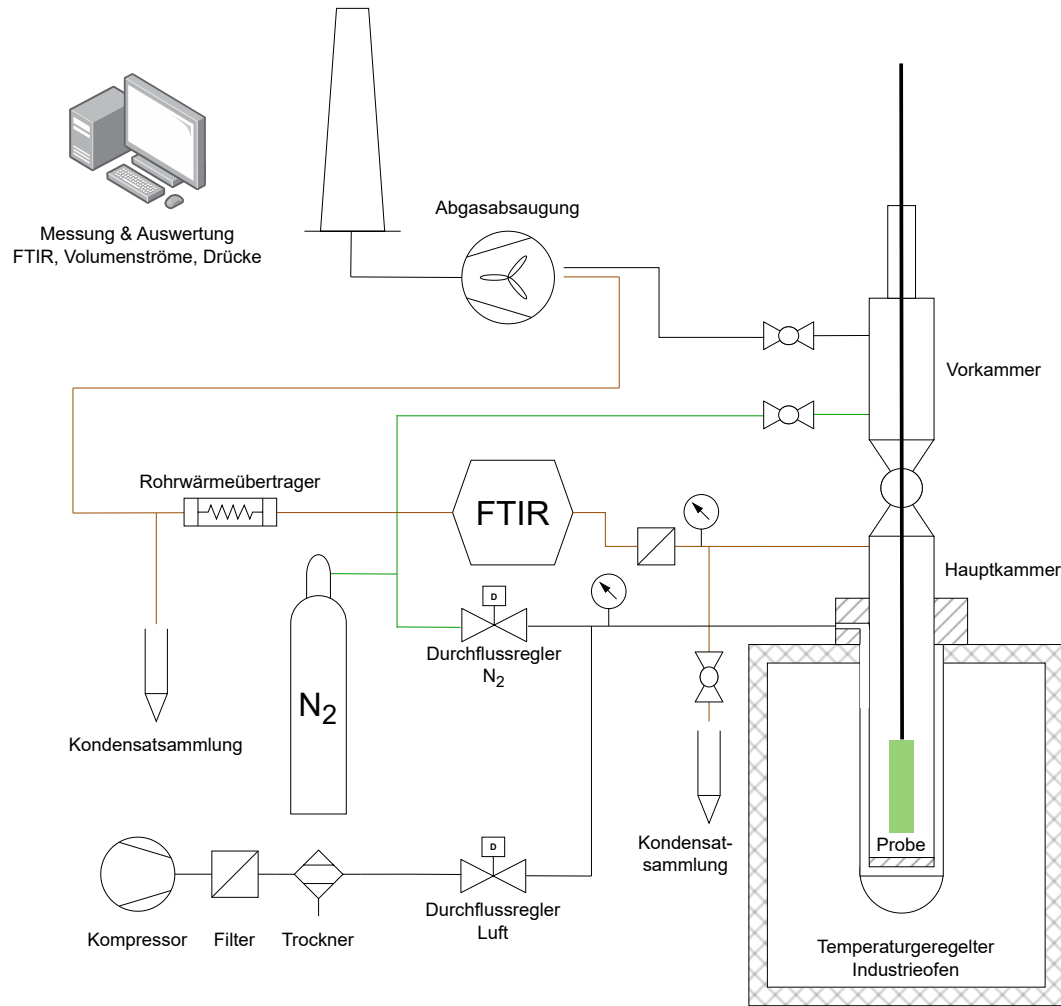 Messung & Auswertung
FTIR, Volumenströme, Drücke
Abgasabsaugung
Vorkammer
Rohrwärmeübertrager
FTIR
Hauptkammer
D
Durchflussregler
N2
N2
Kondensatsammlung
Probe
Kondensat-
sammlung
D
Kompressor
Filter
Trockner
Durchflussregler
Luft
Temperaturgeregelter
Industrieofen